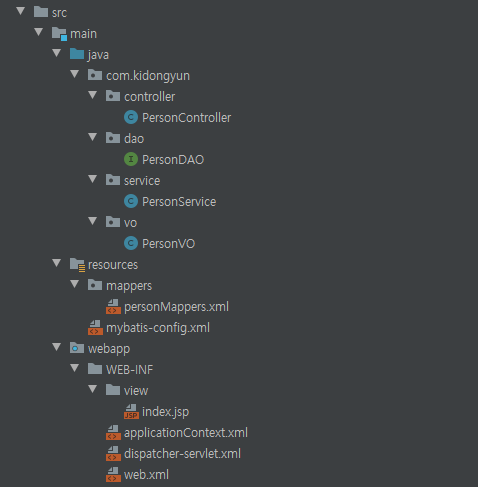 src
main
java
com.kidongyun
controller
PersonController
dao
PersonDAO
service
PersonService
vo
PersonVO
resources
mappers
personMappers.xml
mybatis-config.xml
webapp
WEB-INF
view
index.jsp
applicationContext.xml
dispatcher-servlet.xml
web.xml